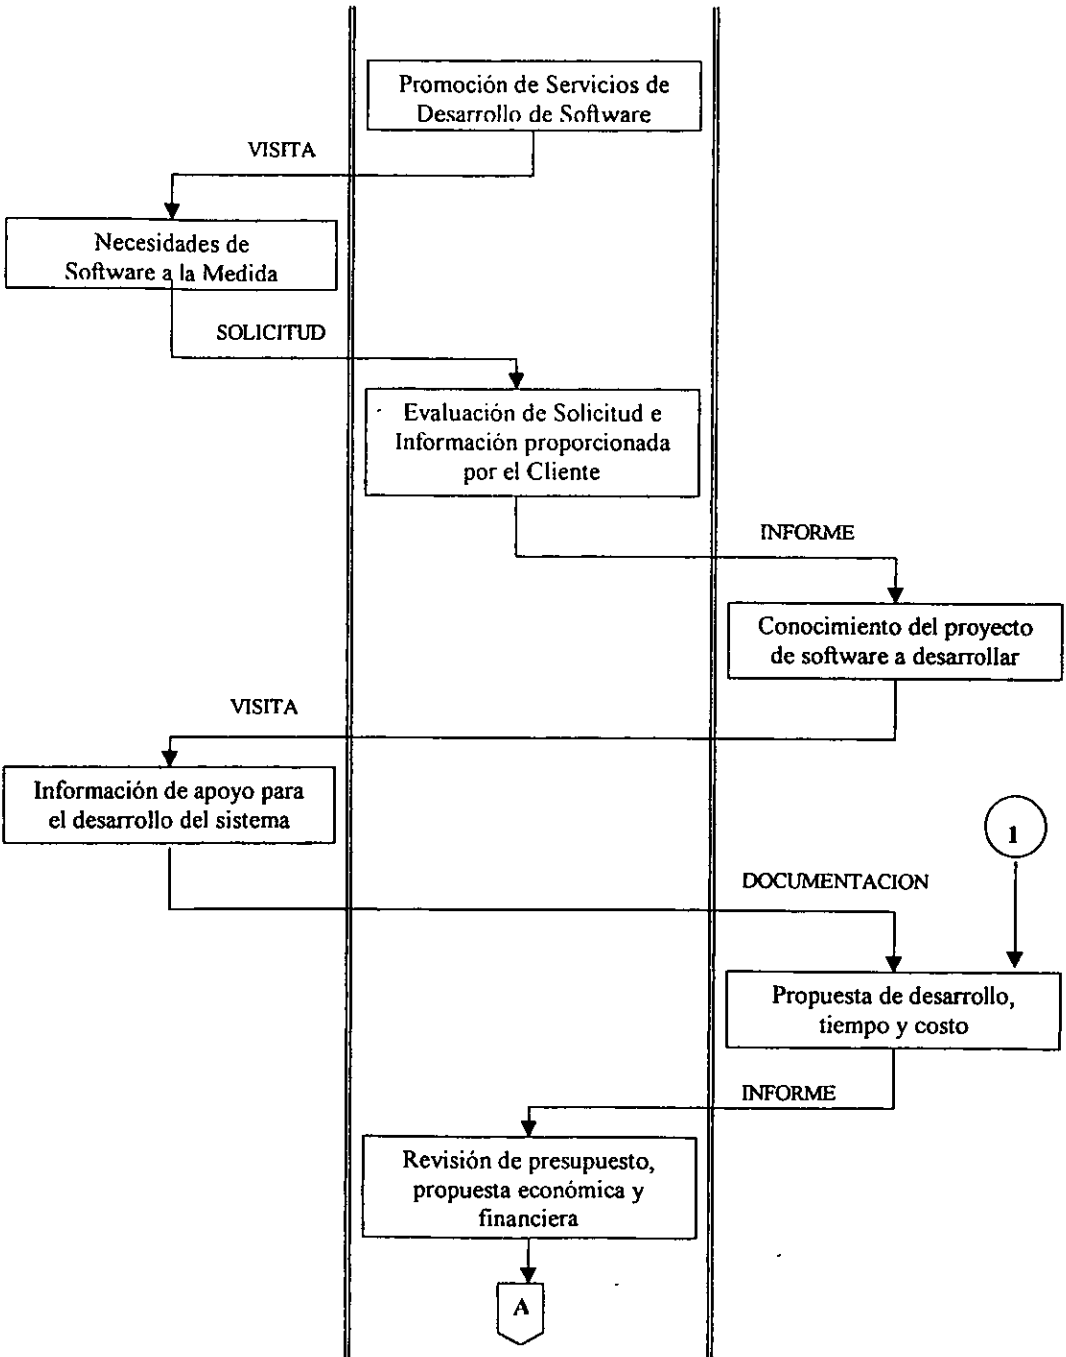 Promoción de Servicios de
Desarrollo de Software
VISITA
Necesidades de
Software a la Medida
SOLICITUD
Evaluación de Solicitud e
Información proporcionada
por el Cliente
INFORME
Conocimiento del proyecto
de software a desarrollar
VISITA
Información de apoyo para
el desarrollo del sistema
1
DOCUMENTACION
Propuesta de desarrollo,
tiempo y costo
INFORME
Revisión de presupuesto,
propuesta económica y
financiera
A